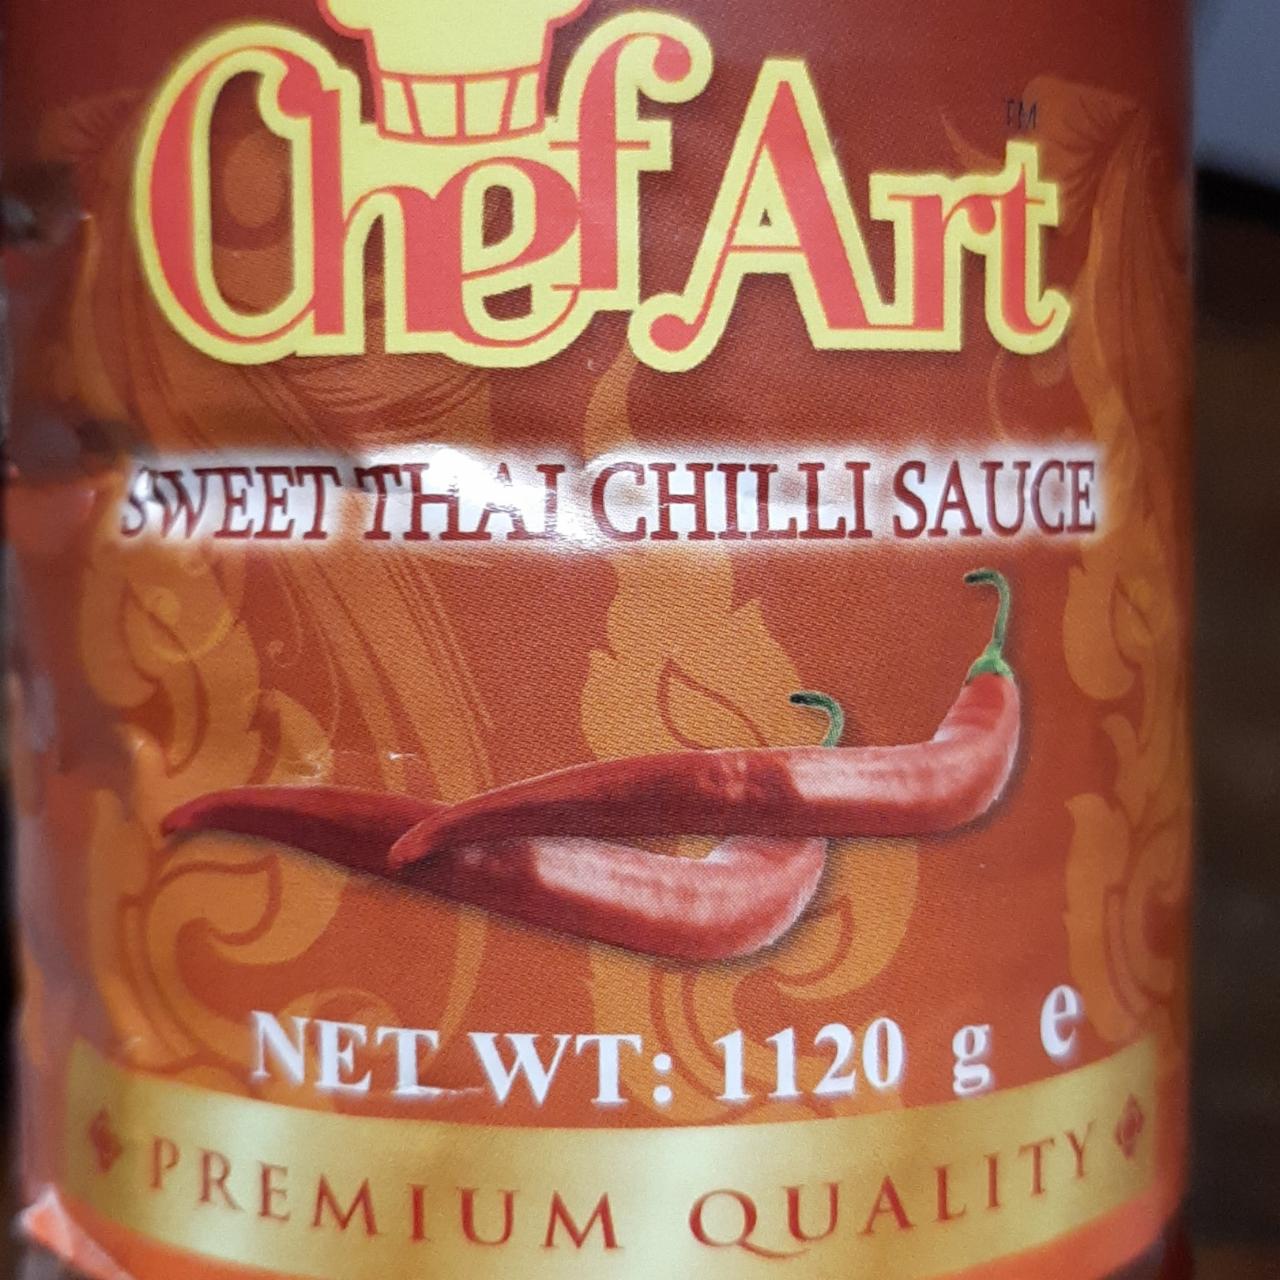 Chef Art
TM
SWEET THAI CHILLI SAUCE
NET WT: 1120 g e
PREMIUM QUALITY